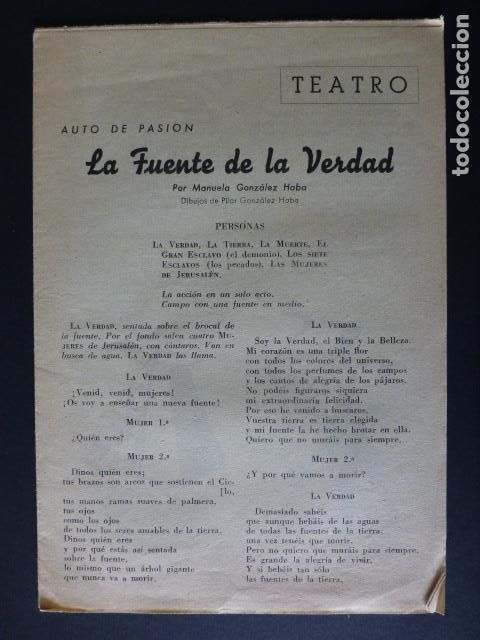 TEATRO
AUTO DE PASION
La Fuente de la Verdad
Por Manuela González Haba
Dibujos de Pilar González Haba
PERSONAS
LA VERDAD, LA TIERRA, LA MUERTE, EL
GRAN ESCLAVO (el demonio), LOS SIETE
ESCLAVOS (los pecados), LAS MUJERES
DE JERUSALÉN.
La acción en un solo acto.
Campo con una fuente en medio.
LA VERDAD, sentada sobre el brocal de
la fuente. Por el fondo salen cuatro MU-
JERES de Jerusalén, con cántaros. Van en
busca de agua. LA VERDAD las llama.
LA VERDAD
¡Venid, venid, mujeres!
¡Os voy a enseñar una nueva fuente!
MUJER 1.ª
¿Quién eres?
MUJER 2.ª
Dinos quién eres;
tus brazos son arcos que sostienen el Cie-
[lo,
tus manos ramas suaves de palmera,
tus ojos
como los ojos
de todos los seres amables de la tierra.
Dinos quién eres
y por qué estás así sentada
sobre la fuente,
lo mismo que un árbol gigante
que nunca va a morir.
LA VERDAD
Soy la Verdad, el Bien y la Belleza.
Mi corazón es una triple flor
con todos los colores del universo,
con todos los perfumes de los campos
y los cantos de alegría de los pájaros.
No podéis figuraros siquiera
mi extraordinaria felicidad.
Por eso he venido a buscaros.
Vuestra tierra es tierra elegida
y mi fuente la he hecho brotar en ella.
Quiero que no muráis para siempre.
MUJER 2.ª
¿Y por qué vamos a morir?
LA VERDAD
Demasiado sabéis
que aunque bebáis de las aguas
de todas las fuentes de la tierra,
una vez tenéis que morir.
Pero no quiero que muráis para siempre.
Es grande la alegría de vivir.
Y si bebéis tan sólo
las fuentes de la tierra,
todocoleccion